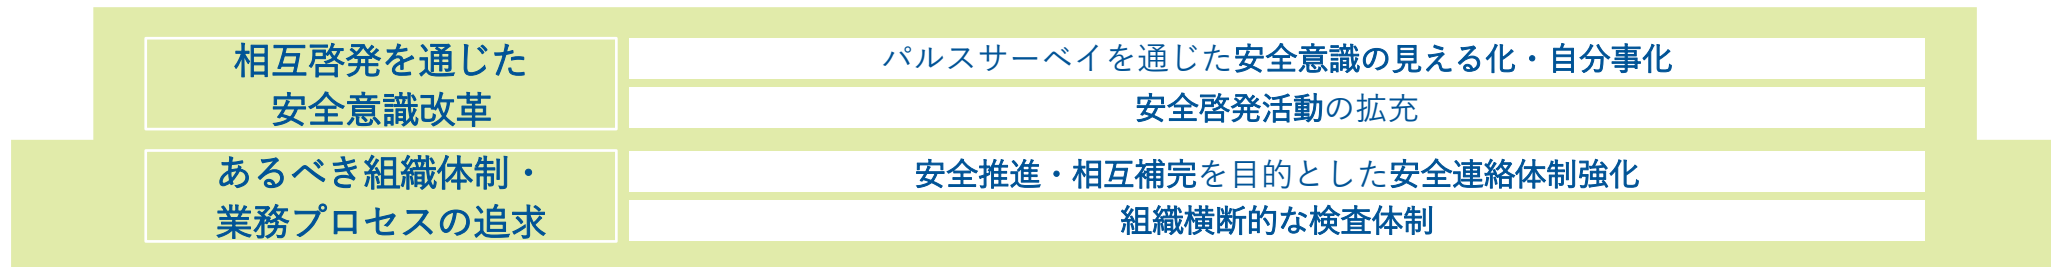 相互啓発を通じた
安全意識改革
パルスサーベイを通じた安全意識の見える化・自分事化
安全啓発活動の拡充
あるべき組織体制・
業務プロセスの追求
安全推進・相互補完を目的とした安全連絡体制強化
組織横断的な検査体制